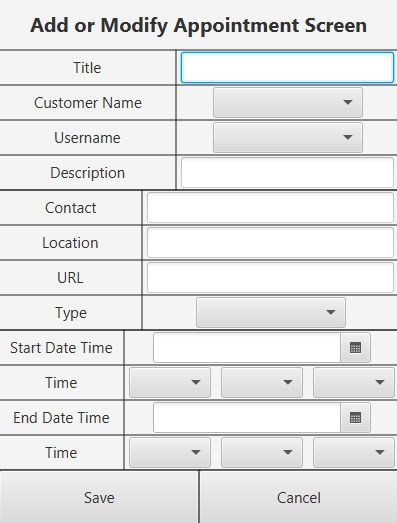 Add or Modify Appointment Screen
Title
Customer Name
Username
Description
Contact
Location
URL
Type
Start Date Time
Time
End Date Time
Time
Save Cancel